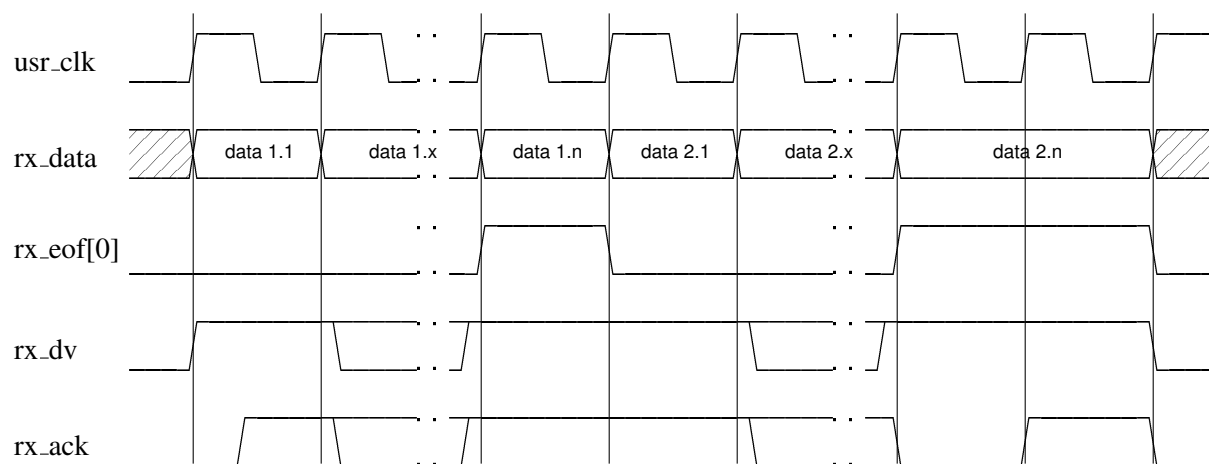 usr_clk
rx_data
data 1.1
data 1.x
data 1.n
data 2.1
data 2.x
data 2.n
rx_eof[0]
rx_dv
rx_ack